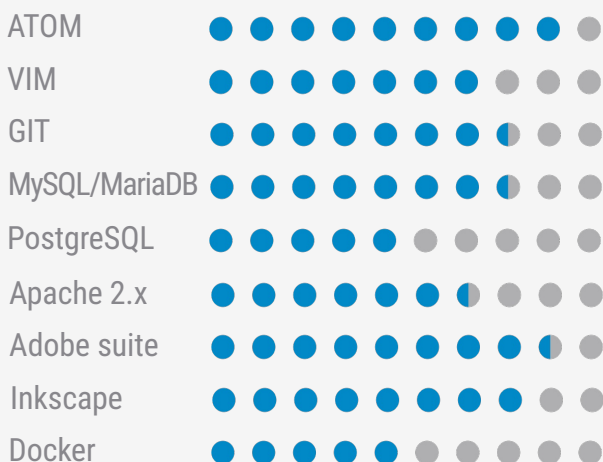 ATOM
VIM
GIT
MySQL/MariaDB
PostgreSQL
Apache 2.x
Adobe suite
Inkscape
Docker